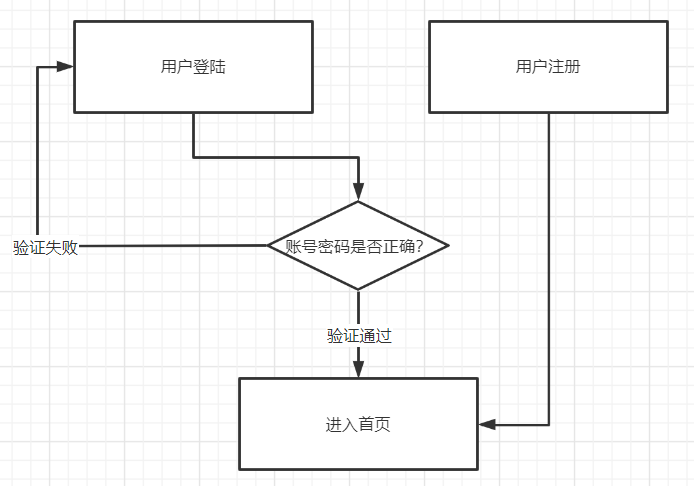 用户登陆
用户注册
账号密码是否正确?
验证失败
验证通过
进入首页